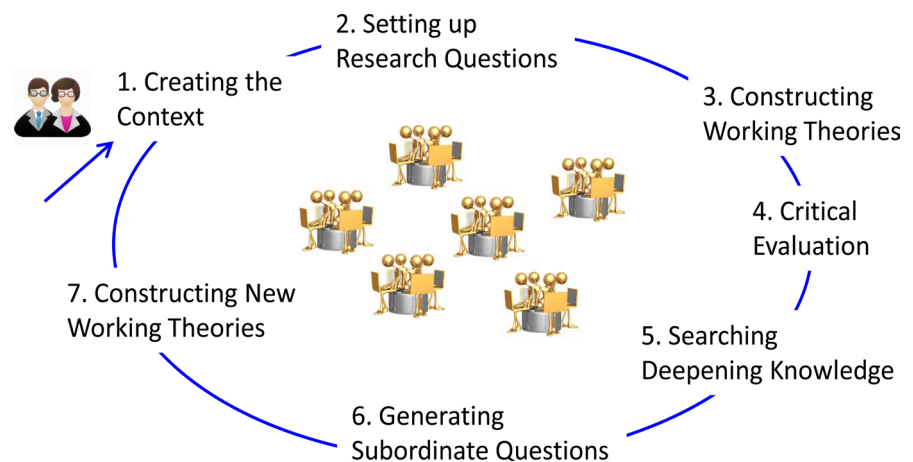 1. Creating the
Context
2. Setting up
Research Questions
3. Constructing
Working Theories
4. Critical
Evaluation
5. Searching
Deepening Knowledge
6. Generating
Subordinate Questions
7. Constructing New
Working Theories